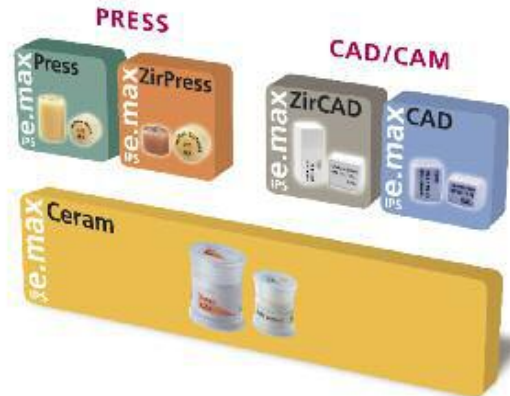 PRESS
CAD/CAM
Press
IPS e.max
ZirPress
IPS e.max
ZirCAD
IPS e.max
CAD
IPS e.max
Ceram
IPS e.max